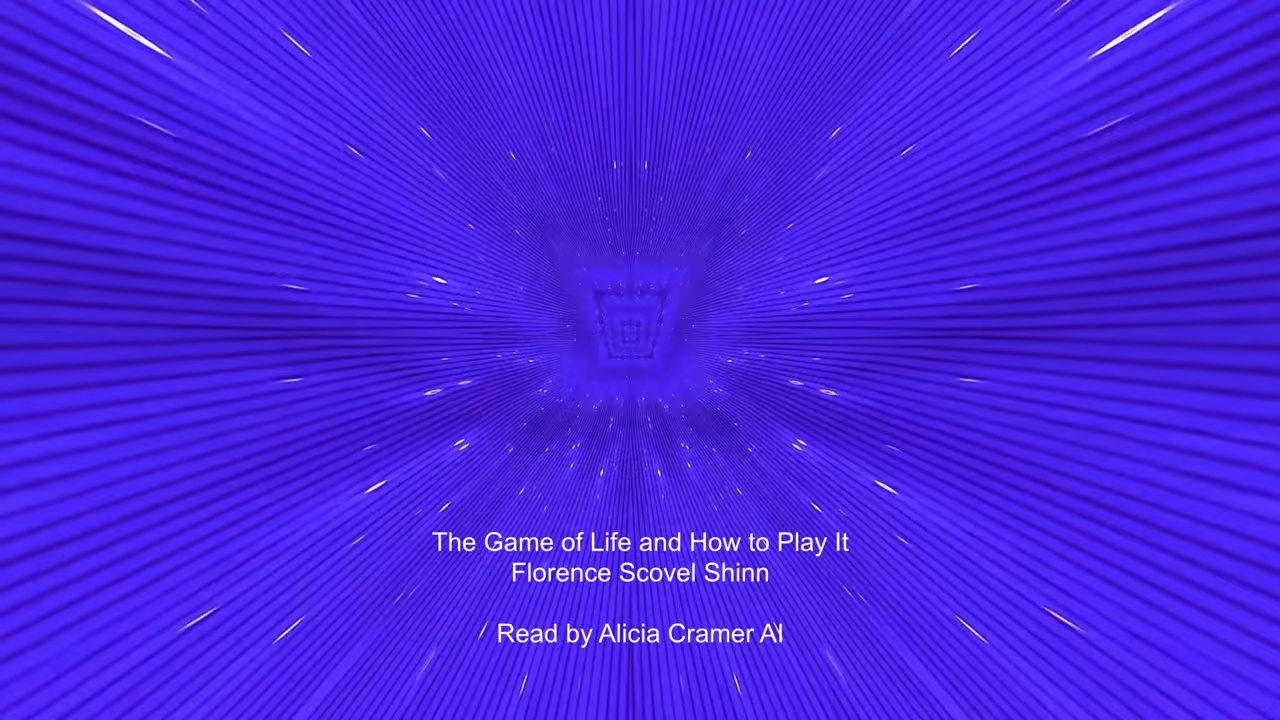 The Game of Life and How to Play It
Florence Scovel Shinn
Read by Alicia Cramer AI